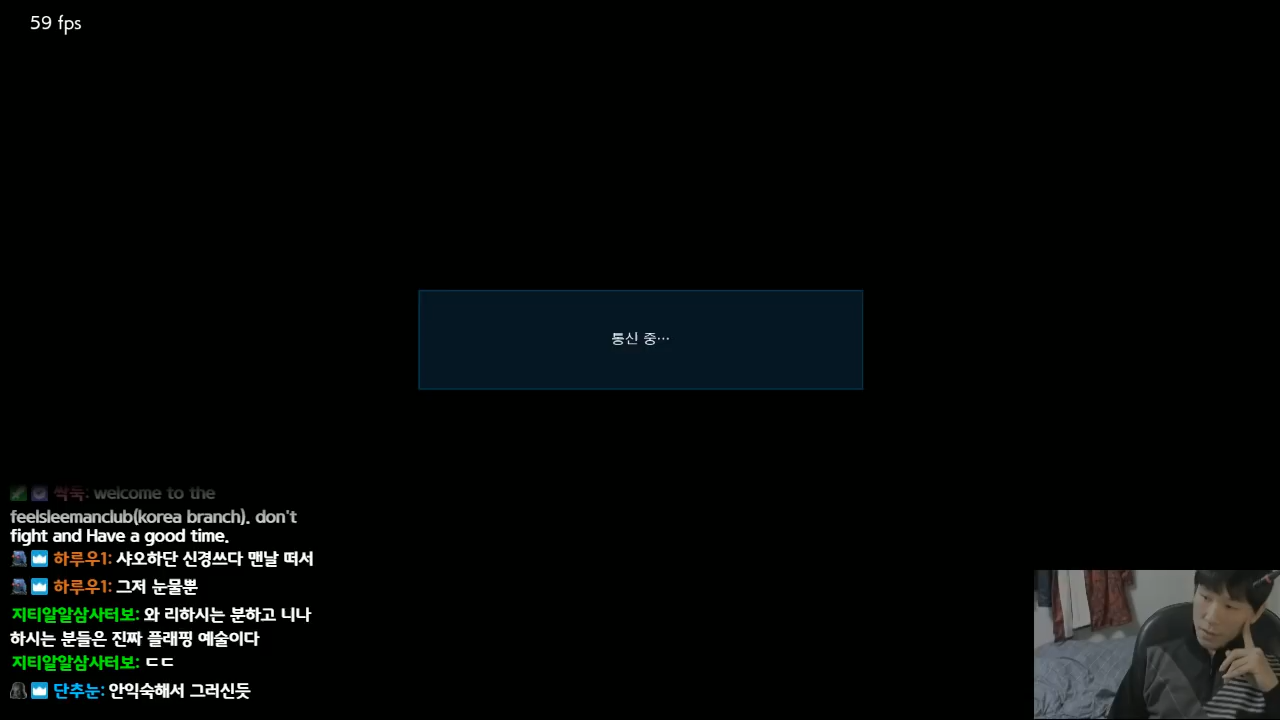 59 fps
통신 중…
싹둑: welcome to the
feelsleemanclub(korea branch). don't
fight and Have a good time.
하루우1: 샤오하단 신경쓰다 맨날 떠서
하루우1: 그저 눈물뿐
지티알알삼사터보: 와 리하시는 분하고 니나
하시는 분들은 진짜 플래핑 예술이다
지티알알삼사터보: ㄷㄷ
단추눈: 안익숙해서 그러신듯